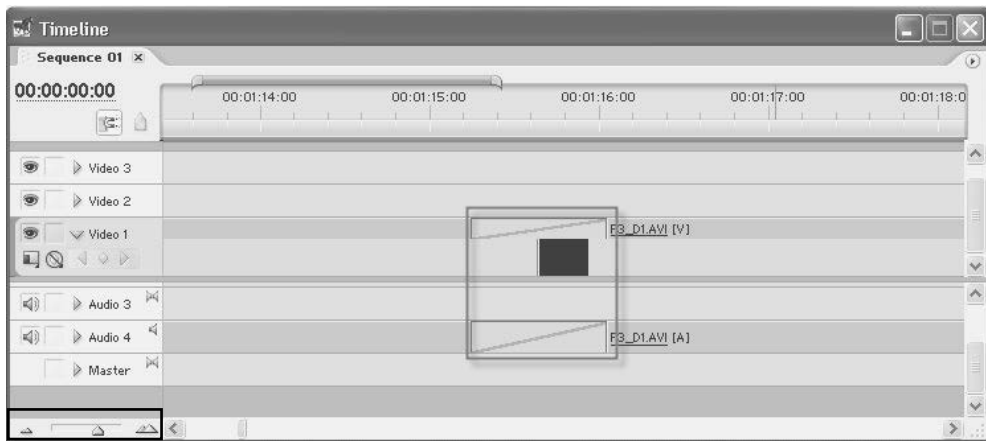 Timeline
Sequence 01
00:00:00:00
00:01:14:00 00:01:15:00 00:01:16:00 00:01:17:00 00:01:18:0
Video 3
Video 2
Video 1
F3_D1.AVI [V]
Audio 3
Audio 4
F3_D1.AVI [A]
Master